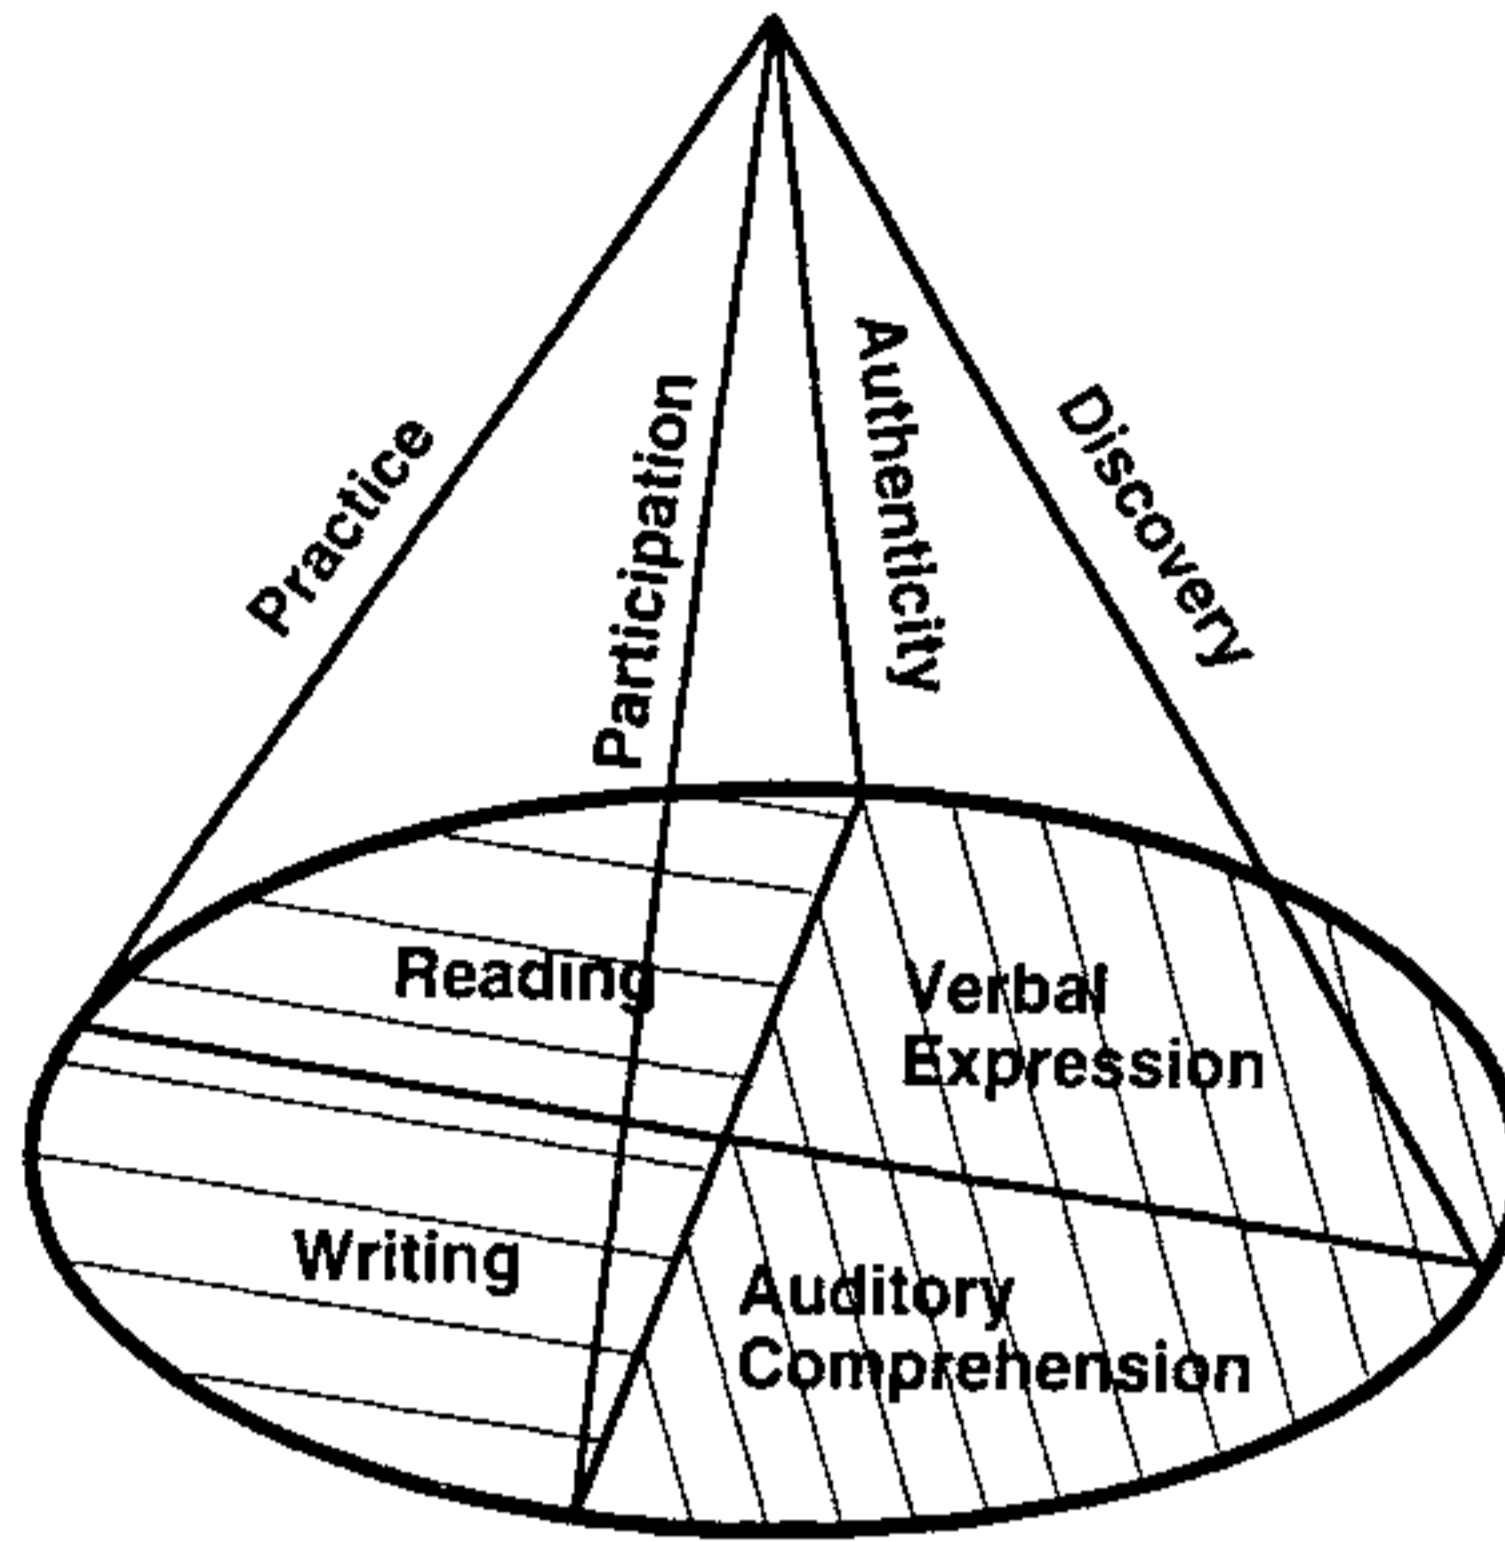 Practice
Participation
Authenticity
Discovery
Reading
Verbal
Expression
Writing
Auditory
Comprehension